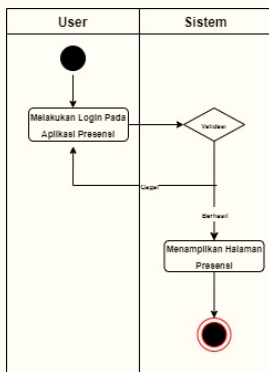 User
Sistem
Melakukan Login Pada
Aplikasi Presensi
Validasi
Gagal
Berhasil
Menampilkan Halaman
Presensi